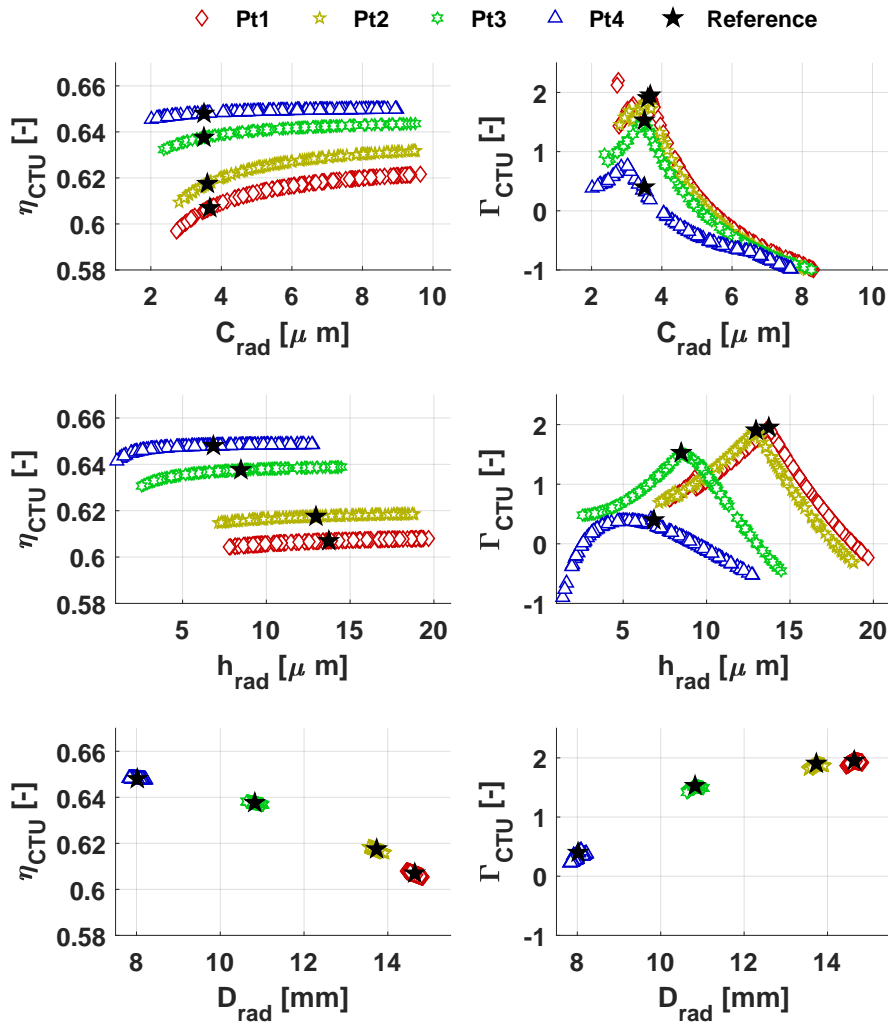 Pt1 Pt2 Pt3 Pt4 Reference
0.66
0.64
0.62
0.6
0.58
η_CTU [-]
2 4 6 8 10
C_rad [μ m]
2
1
0
-1
Γ_CTU [-]
2 4 6 8 10
C_rad [μ m]
0.66
0.64
0.62
0.6
0.58
η_CTU [-]
5 10 15 20
h_rad [μ m]
2
1
0
-1
Γ_CTU [-]
5 10 15 20
h_rad [μ m]
0.66
0.64
0.62
0.6
0.58
η_CTU [-]
8 10 12 14
D_rad [mm]
2
1
0
-1
Γ_CTU [-]
8 10 12 14
D_rad [mm]